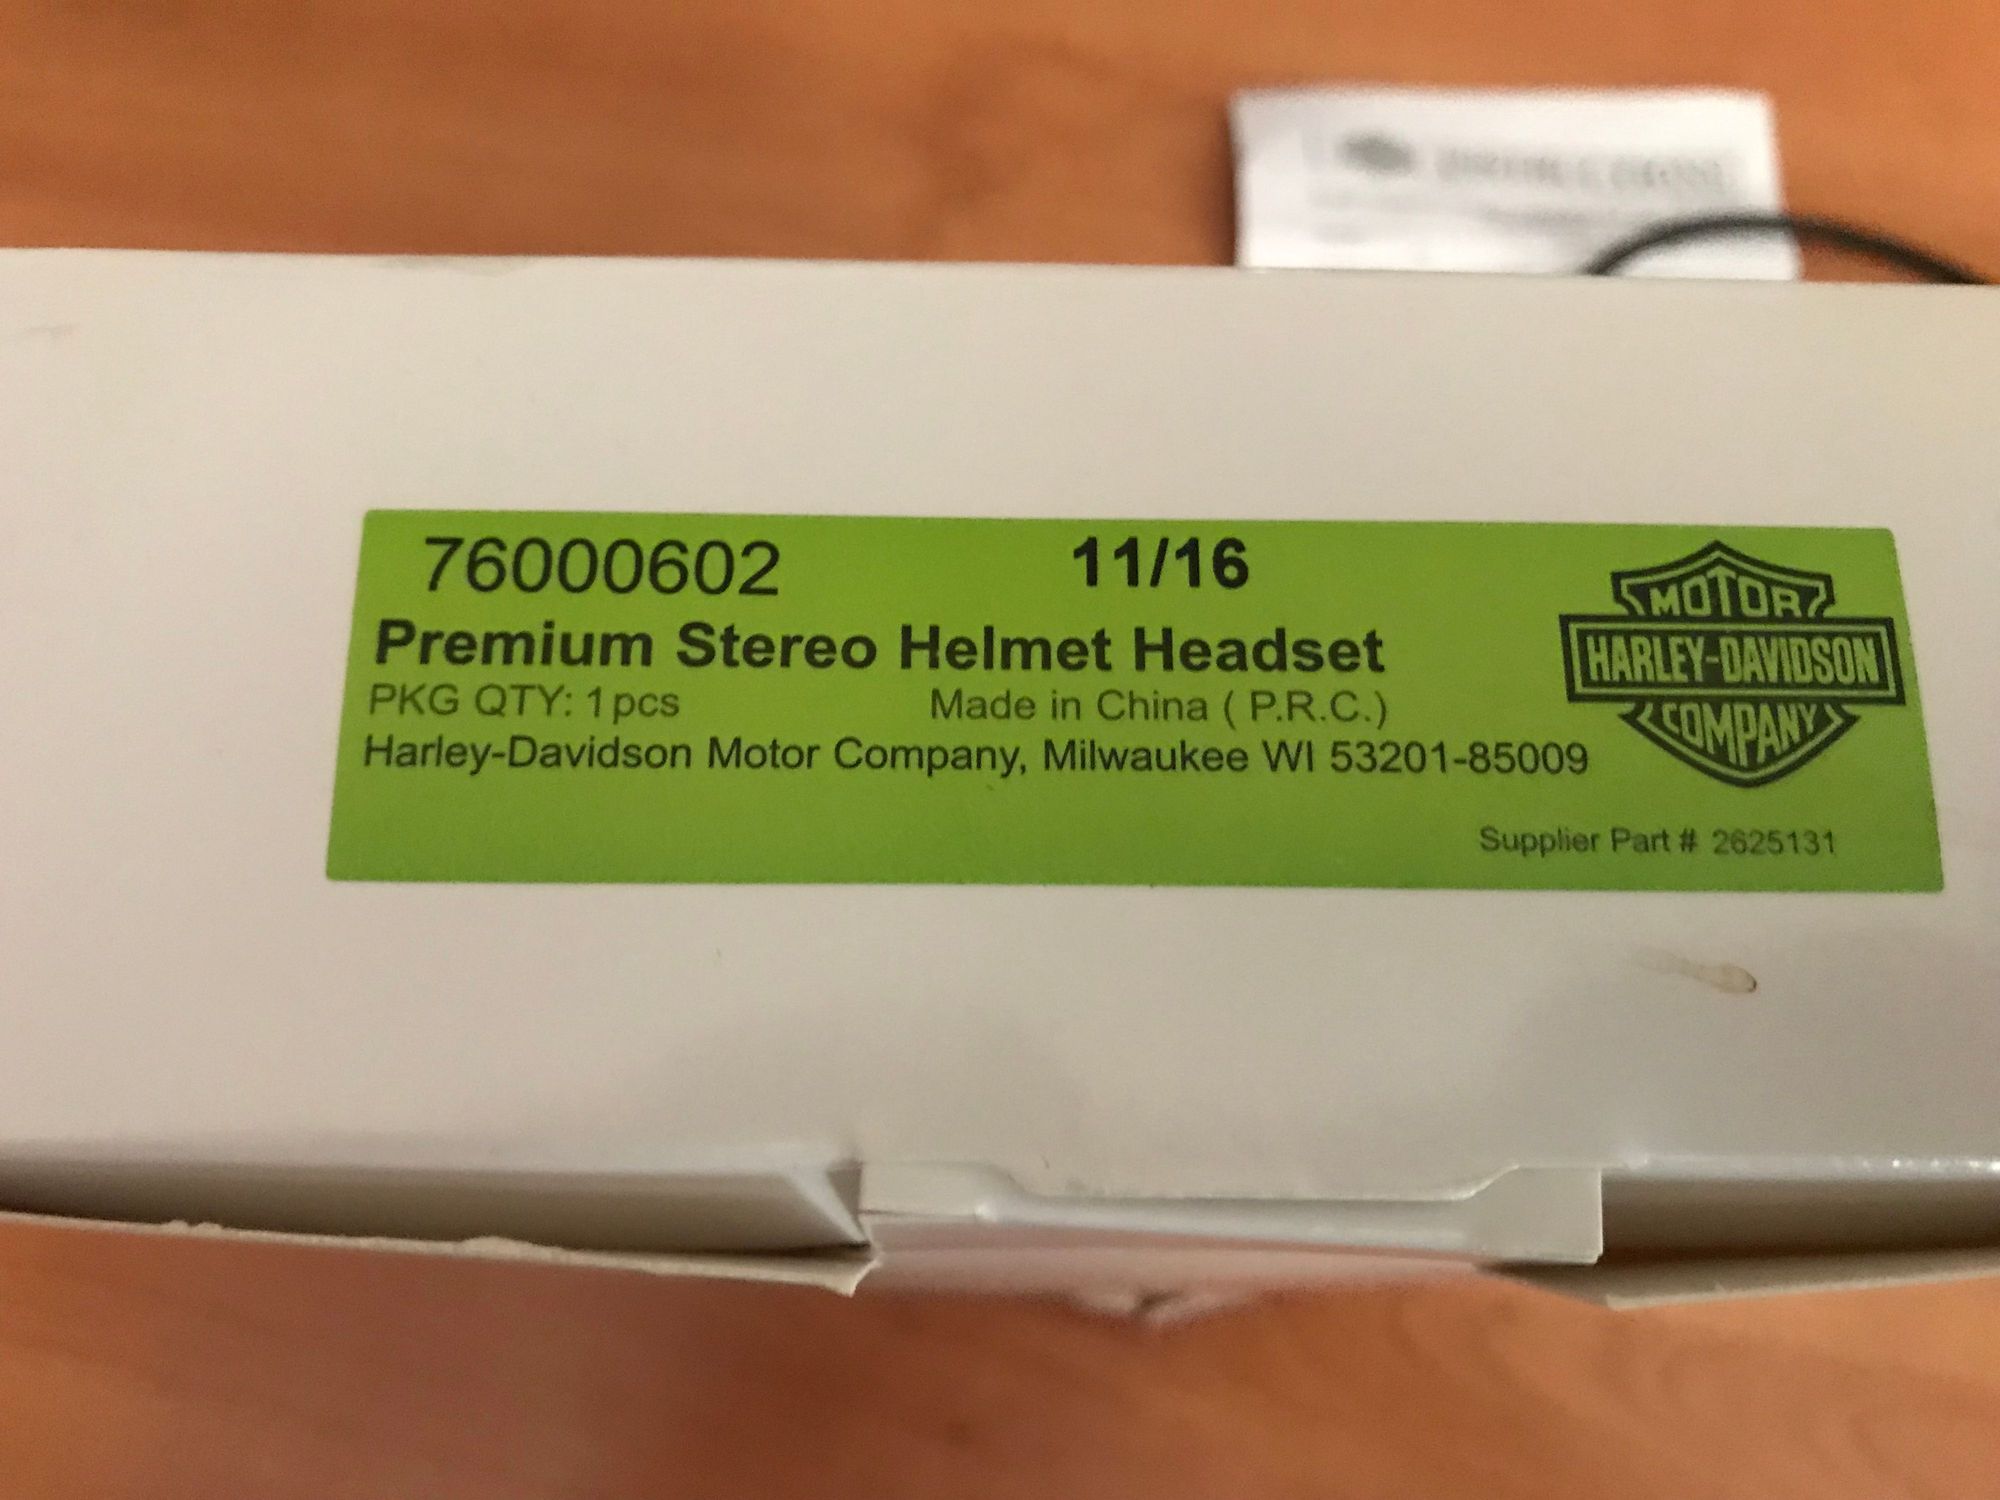 76000602 11/16
Premium Stereo Helmet Headset
PKG QTY: 1pcs Made in China ( P.R.C.)
Harley-Davidson Motor Company, Milwaukee WI 53201-85009
Supplier Part # 2625131
MOTOR
HARLEY-DAVIDSON
COMPANY
INSTRUCTIONS